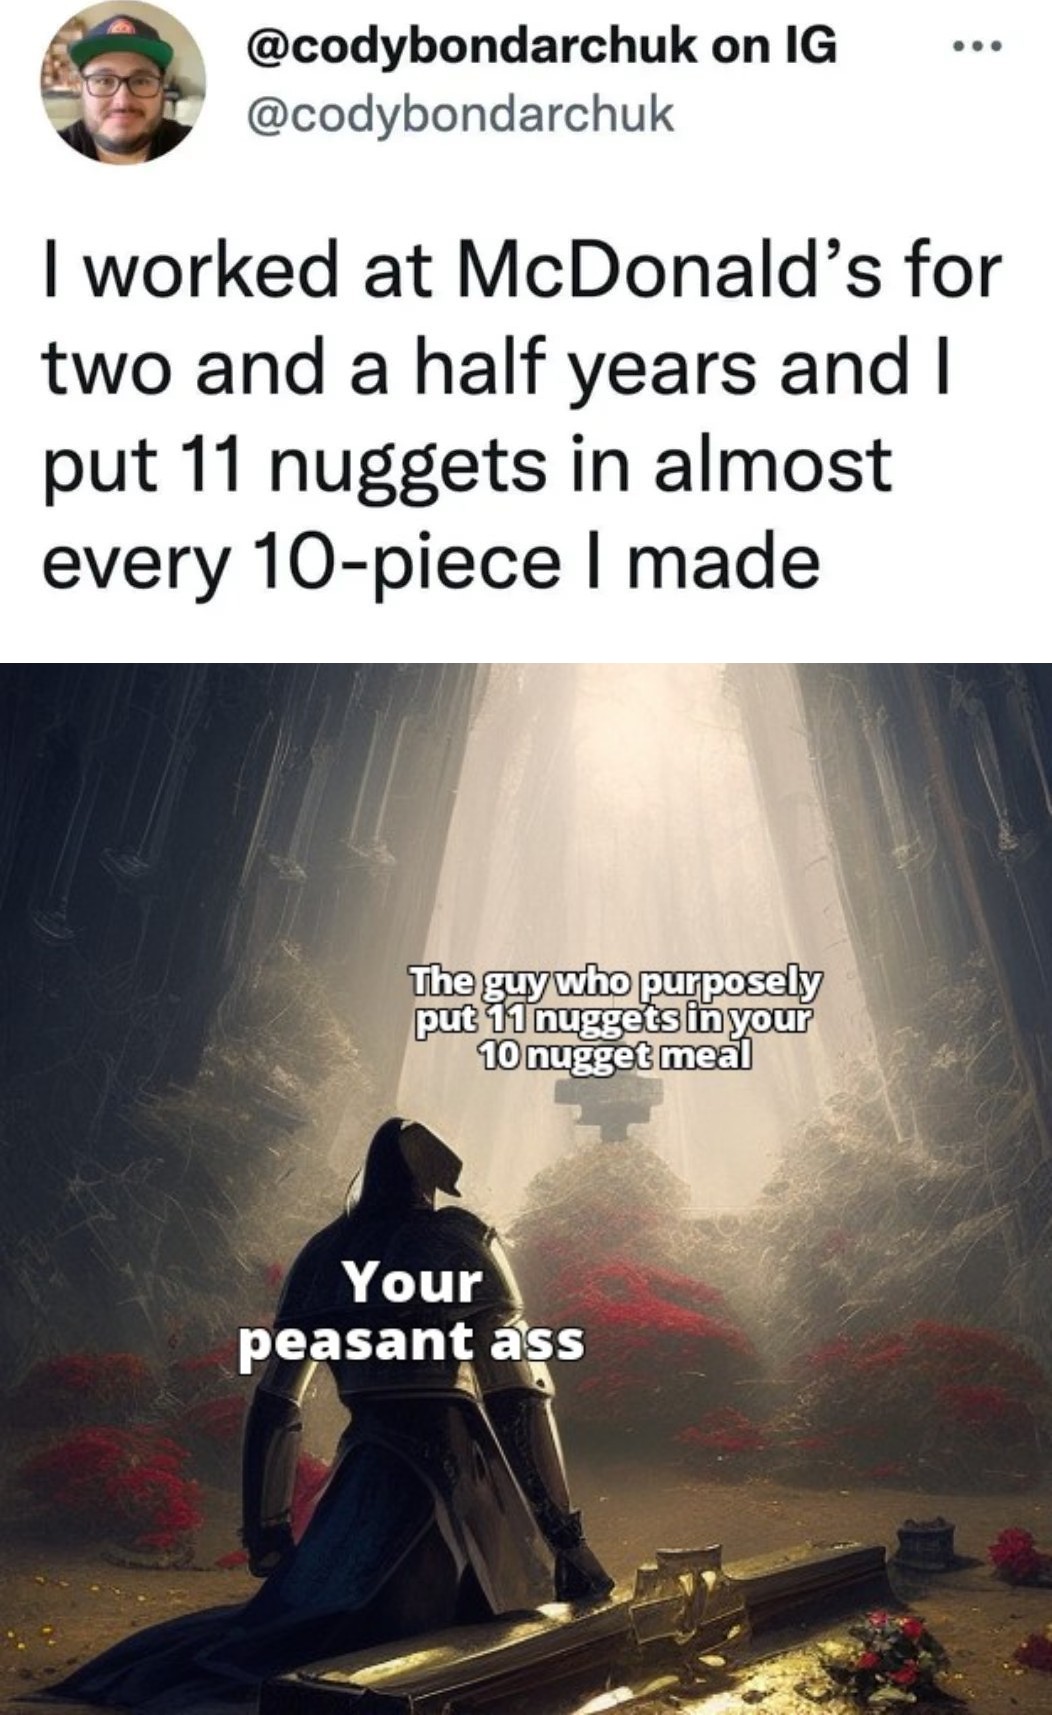 @codybondarchuk on IG
@codybondarchuk
I worked at McDonald’s for
two and a half years and I
put 11 nuggets in almost
every 10-piece I made
The guy who purposely
put 11 nuggets in your
10 nugget meal
Your
peasant ass